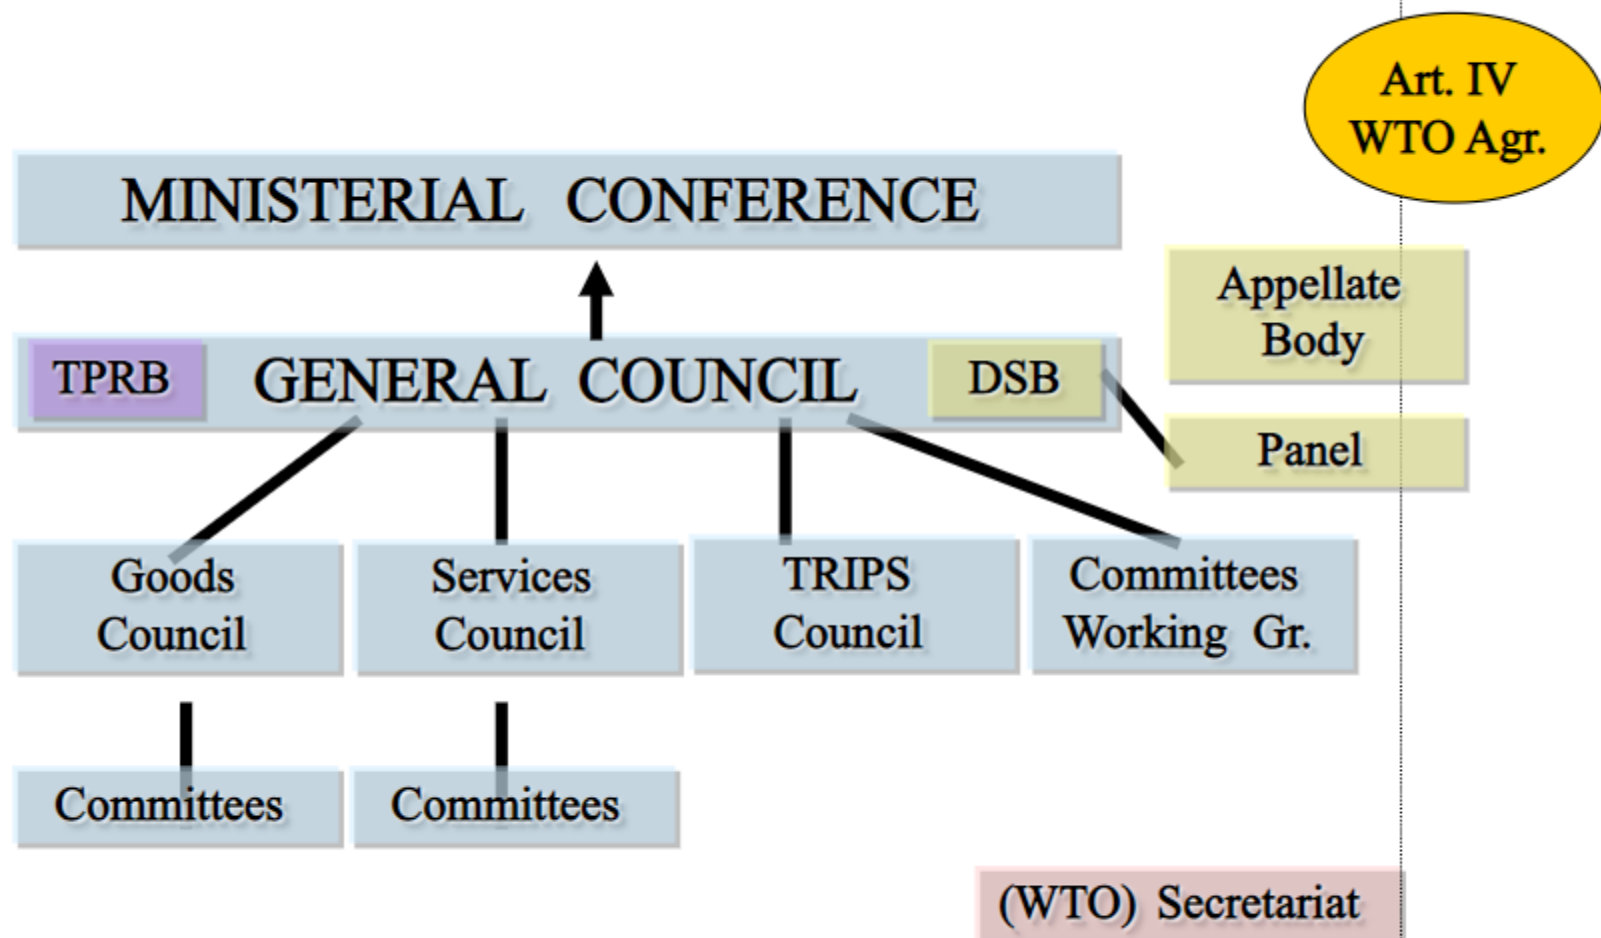 Art. IV
WTO Agr.
MINISTERIAL CONFERENCE
Appellate
Body
TPRB
GENERAL COUNCIL
DSB
Panel
Goods
Council
Services
Council
TRIPS
Council
Committees
Working Gr.
Committees
Committees
(WTO) Secretariat